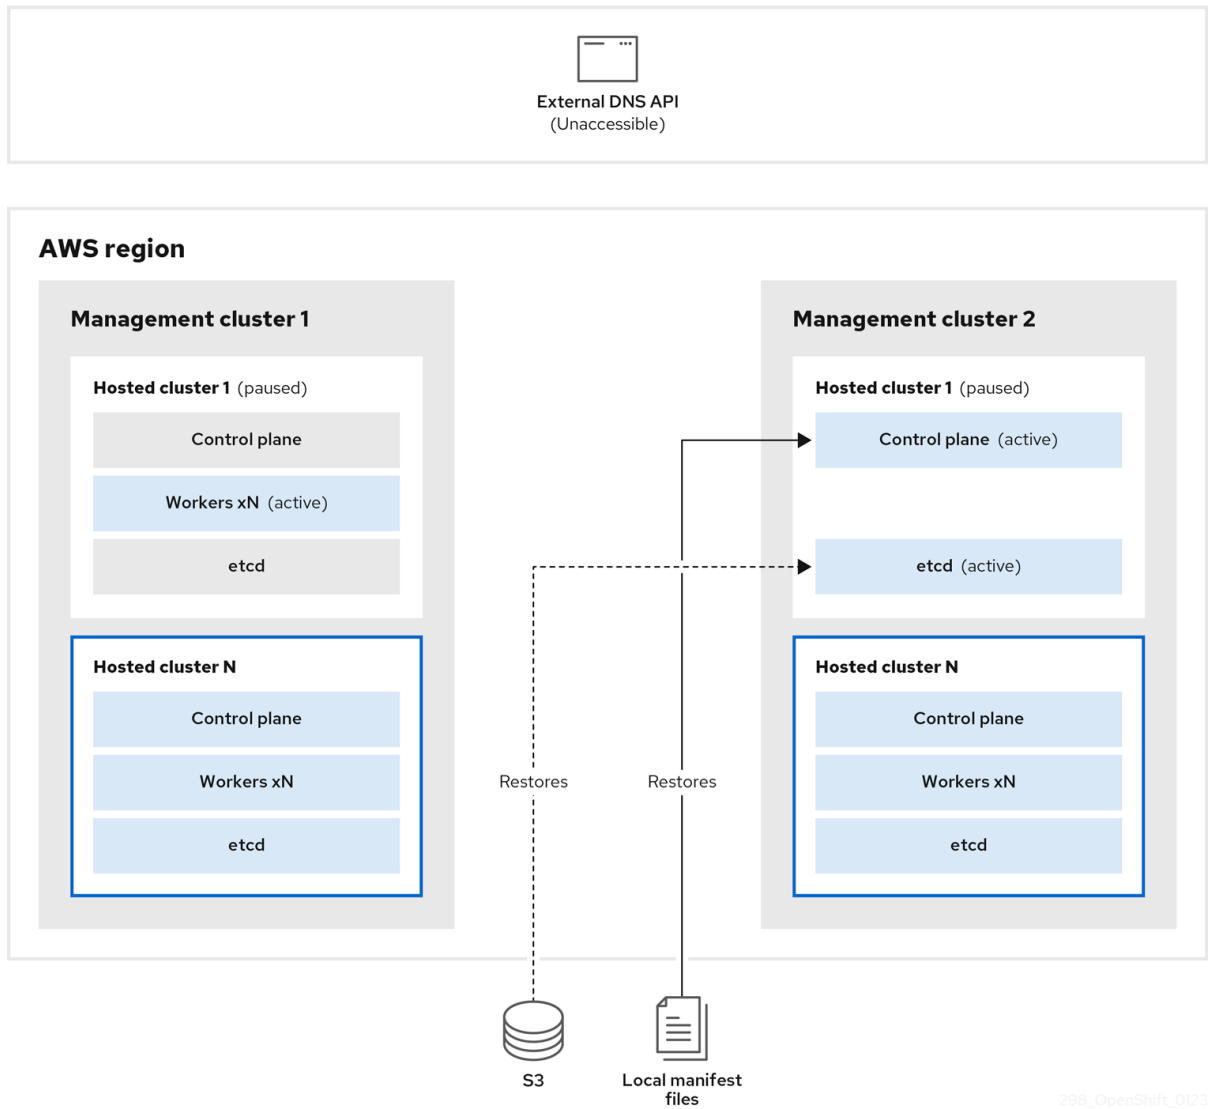 External DNS API
(Unaccessible)
AWS region
Management cluster 1
Hosted cluster 1 (paused)
Control plane
Workers xN (active)
etcd
Hosted cluster N
Control plane
Workers xN
etcd
Management cluster 2
Hosted cluster 1 (paused)
Control plane (active)
etcd (active)
Hosted cluster N
Control plane
Workers xN
etcd
Restores
Restores
S3
Local manifest
files
298_OpenShift_0123